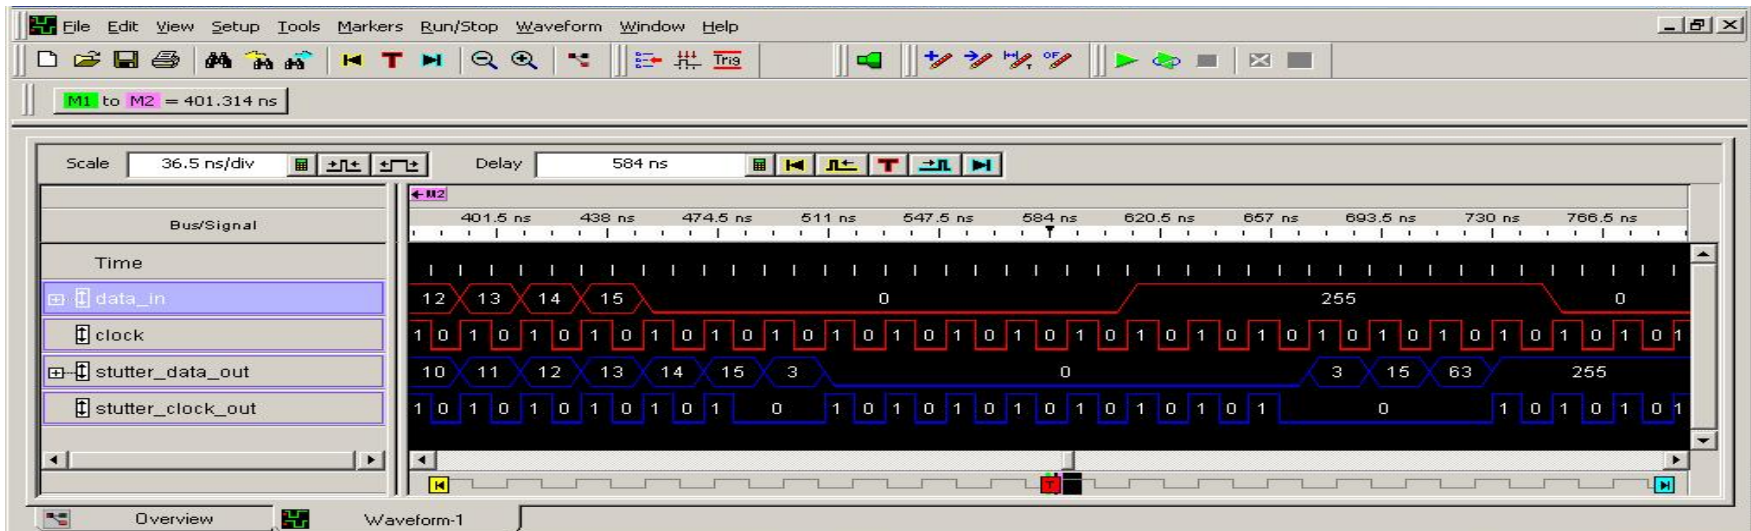 File Edit View Setup Tools Markers Run/Stop Waveform Window Help
T Trig OF
M1 to M2 = 401.314 ns
Scale 36.5 ns/div Delay 584 ns T
M2
Bus/Signal 401.5 ns 438 ns 474.5 ns 511 ns 547.5 ns 584 ns 620.5 ns 657 ns 693.5 ns 730 ns 766.5 ns
Time
data_in 12 13 14 15 0 255 0
clock 1 0 1 0 1 0 1 0 1 0 1 0 1 0 1 0 1 0 1 0 1 0 1 0 1 0 1 0 1 0 1 0 1 0 1 0 1 0 1 0 1 0 1
stutter_data_out 10 11 12 13 14 15 3 0 3 15 63 255
stutter_clock_out 1 0 1 0 1 0 1 0 1 0 1 0 1 0 1 0 1 0 1 0 1 0 1 0 1 0 1 0 1 0 1 0 1 0 1
T
Overview Waveform-1